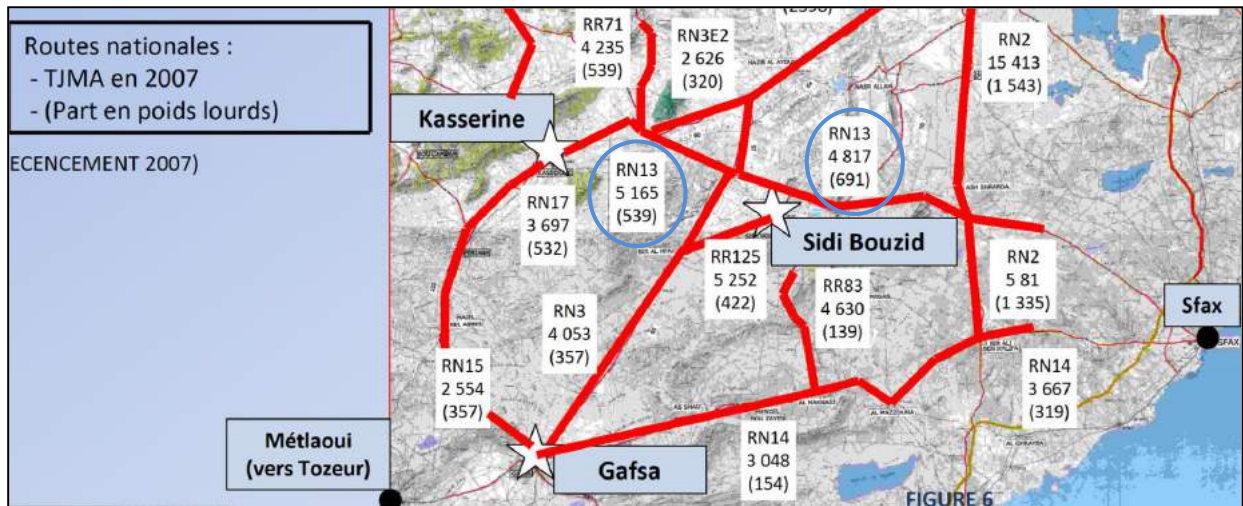 Routes nationales :
- TJMA en 2007
- (Part en poids lourds)
ECENCEMENT 2007)
RR71
4 235
(539)
RN3E2
2 626
(320)
RN2
15 413
(1 543)
Kasserine
RN13
5 165
(539)
RN13
4 817
(691)
RN17
3 697
(532)
Sidi Bouzid
RR125
5 252
(422)
RR83
4 630
(139)
RN2
5 81
(1 335)
Sfax
SFAX
RN3
4 053
(357)
RN15
2 554
(357)
RN14
3 667
(319)
Métlaoui
(vers Tozeur)
Gafsa
RN14
3 048
(154)
FIGURE 6